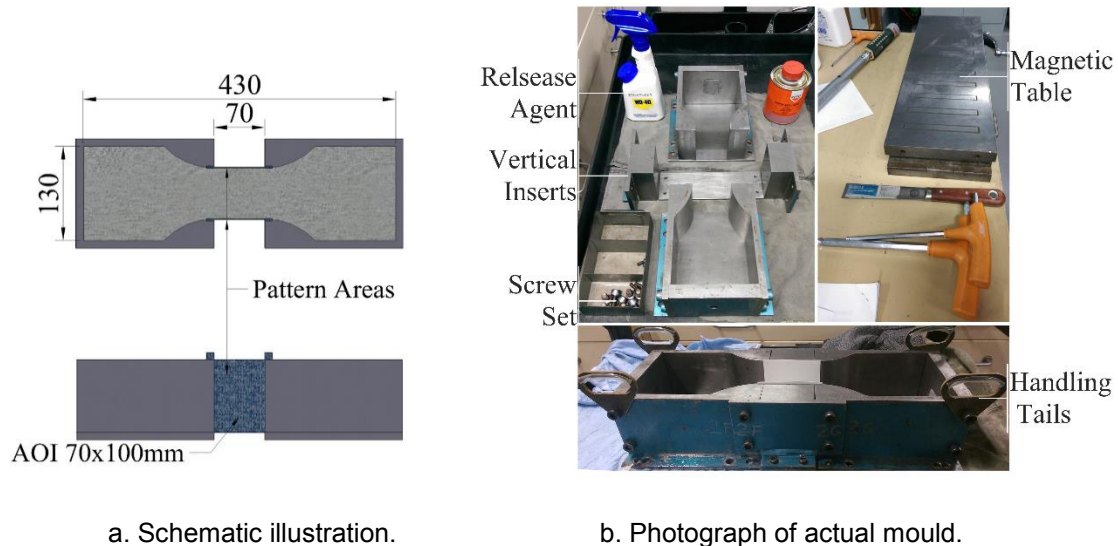 430
70
130
Pattern Areas
AOI 70x100mm
Relsease
Agent
Vertical
Inserts
Screw
Set
Magnetic
Table
Handling
Tails
a. Schematic illustration.
b. Photograph of actual mould.